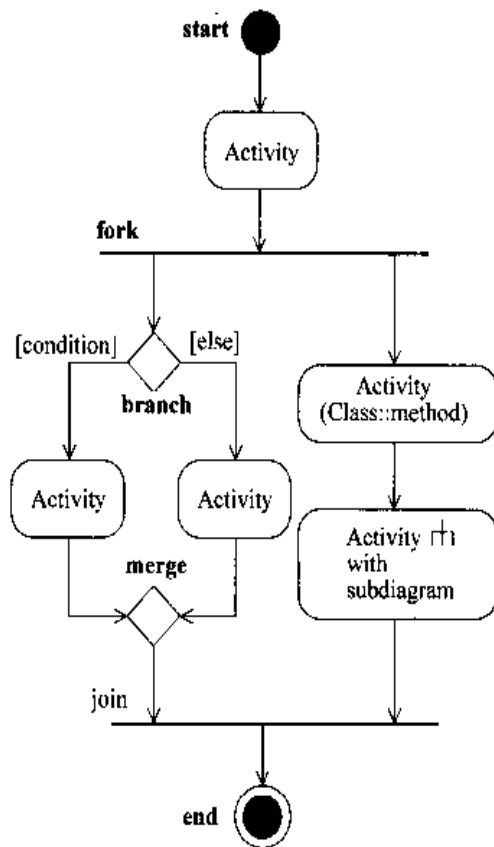 start
Activity
fork
[condition]
[else]
branch
Activity
(Class::method)
Activity
Activity
Activity
with
subdiagram
merge
join
end